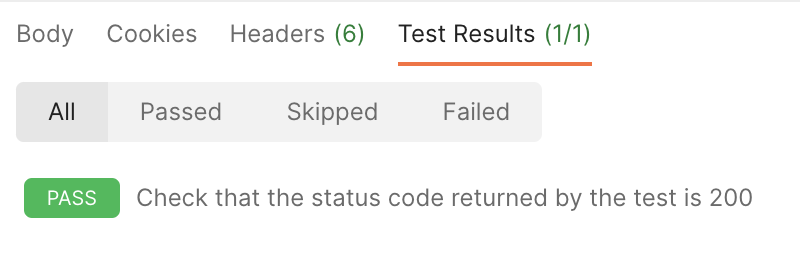 Body Cookies Headers (6) Test Results (1/1)
All Passed Skipped Failed
PASS Check that the status code returned by the test is 200